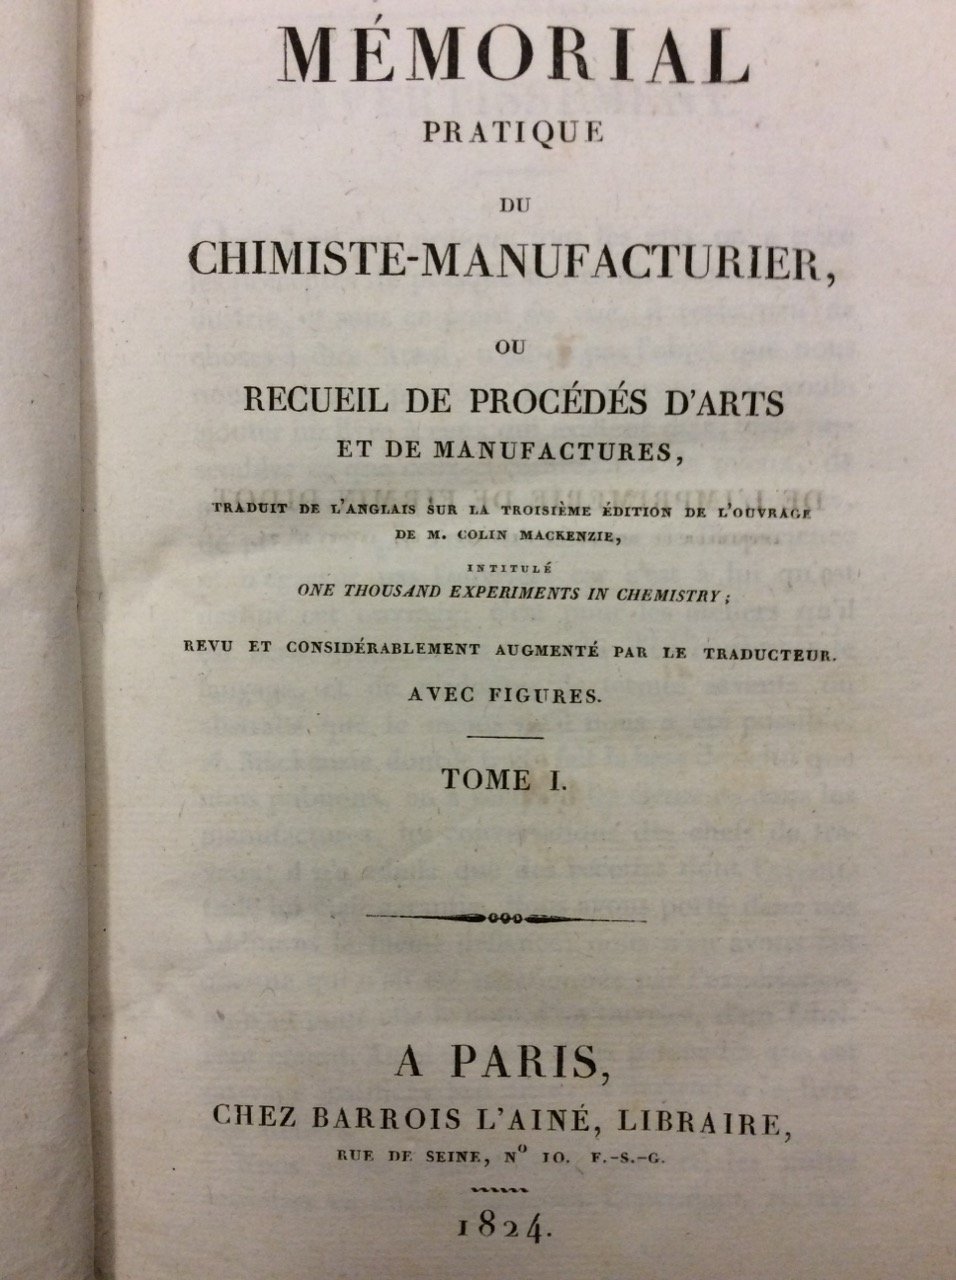 MÉMORIAL
PRATIQUE
DU
CHIMISTE-MANUFACTURIER,
OU
RECUEIL DE PROCÉDÉS D'ARTS
ET DE MANUFACTURES,
TRADUIT DE L'ANGLAIS SUR LA TROISIÈME ÉDITION DE L'OUVRAGE
DE M. COLIN MACKENZIE,
INTITULÉ
ONE THOUSAND EXPERIMENTS IN CHEMISTRY;
REVU ET CONSIDÉRABLEMENT AUGMENTÉ PAR LE TRADUCTEUR.
AVEC FIGURES.
TOME I.
A PARIS,
CHEZ BARROIS L'AINÉ, LIBRAIRE,
RUE DE SEINE, Nº 10. F.-S.-G.
1824.